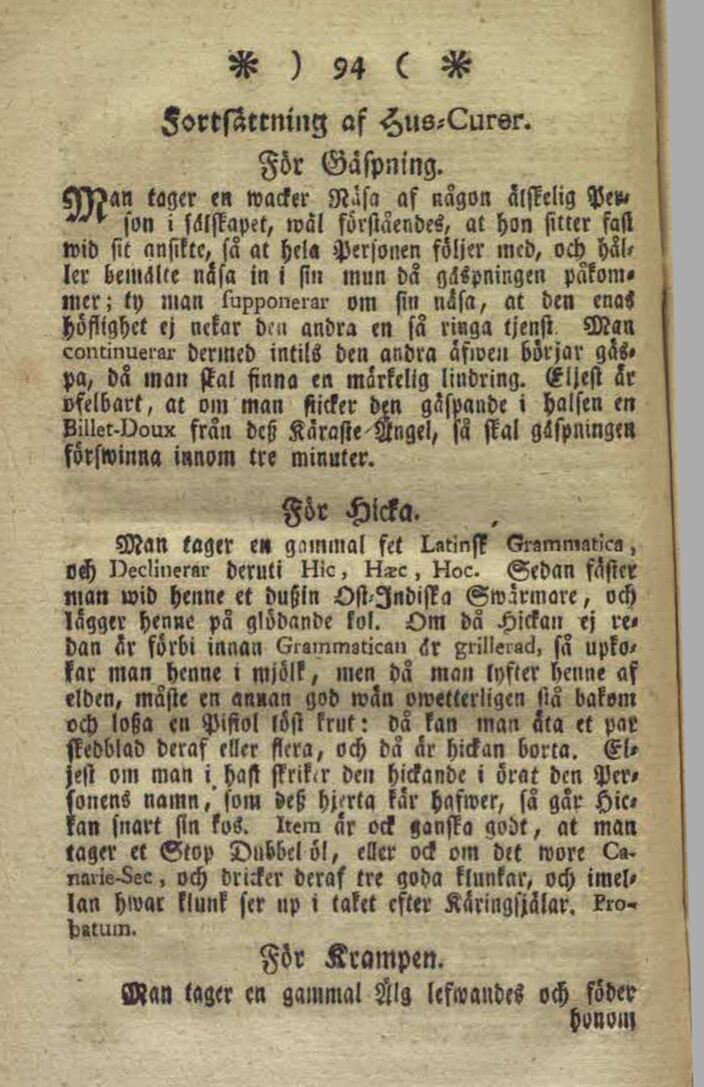 * ) 94 ( *
Fortsättning af Hus-Curer.
För Gäspning.
Man tager en wacker Näsa af någon älskelig Per-
son i sälskapet, wäl förståendes, at hon sitter fast
wid sit ansikte, så at hela Personen följer med, och hål-
ler bemälte näsa in i sin mun då gäspningen påkom-
mer; ty man supponerar om sin näsa, at den enas
höflighet ej nekar den andra en så ringa tjenst. Man
continuerar dermed intils den andra äfwen börjar gäs-
pa, då man skal finna en märkelig lindring. Eljest är
ofelbart, at om man sticker den gäspande i halsen en
Billet-Doux från deß Käraste Ängel, så skal gäspningen
förswinna innom tre minuter.
För Hicka.
Man tager en gammal fet Latinsk Grammatica,
och Declinerar deruti Hic, Hæc, Hoc. Sedan fäster
man wid henne et dußin Ost-Indiska Swärmare, och
lägger henne på glödande kol. Om då Hickan ej re-
dan är förbi innan Grammatican är grillerad, så upko-
kar man henne i mjölk, men då man lyfter henne af
elden, måste en annan god wän owetterligen stå bakom
och loßa en Pistol löst krut: då kan man äta et par
skedblad deraf eller flera, och då är hickan borta. El-
jest om man i hast skriker den hickande i örat den Per-
sonens namn, som deß hjerta kär hafwer, så går Hic-
kan snart sin kos. Item är ock ganska godt, at man
tager et Stop Dubbel öl, eller ock om det wore Ca-
narie-Sec, och dricker deraf tre goda klunkar, och imel-
lan hwar klunk ser up i taket efter Käringsjälar. Pro-
batum.
För Krampen.
Man tager en gammal Älg lefwandes och föder
honom